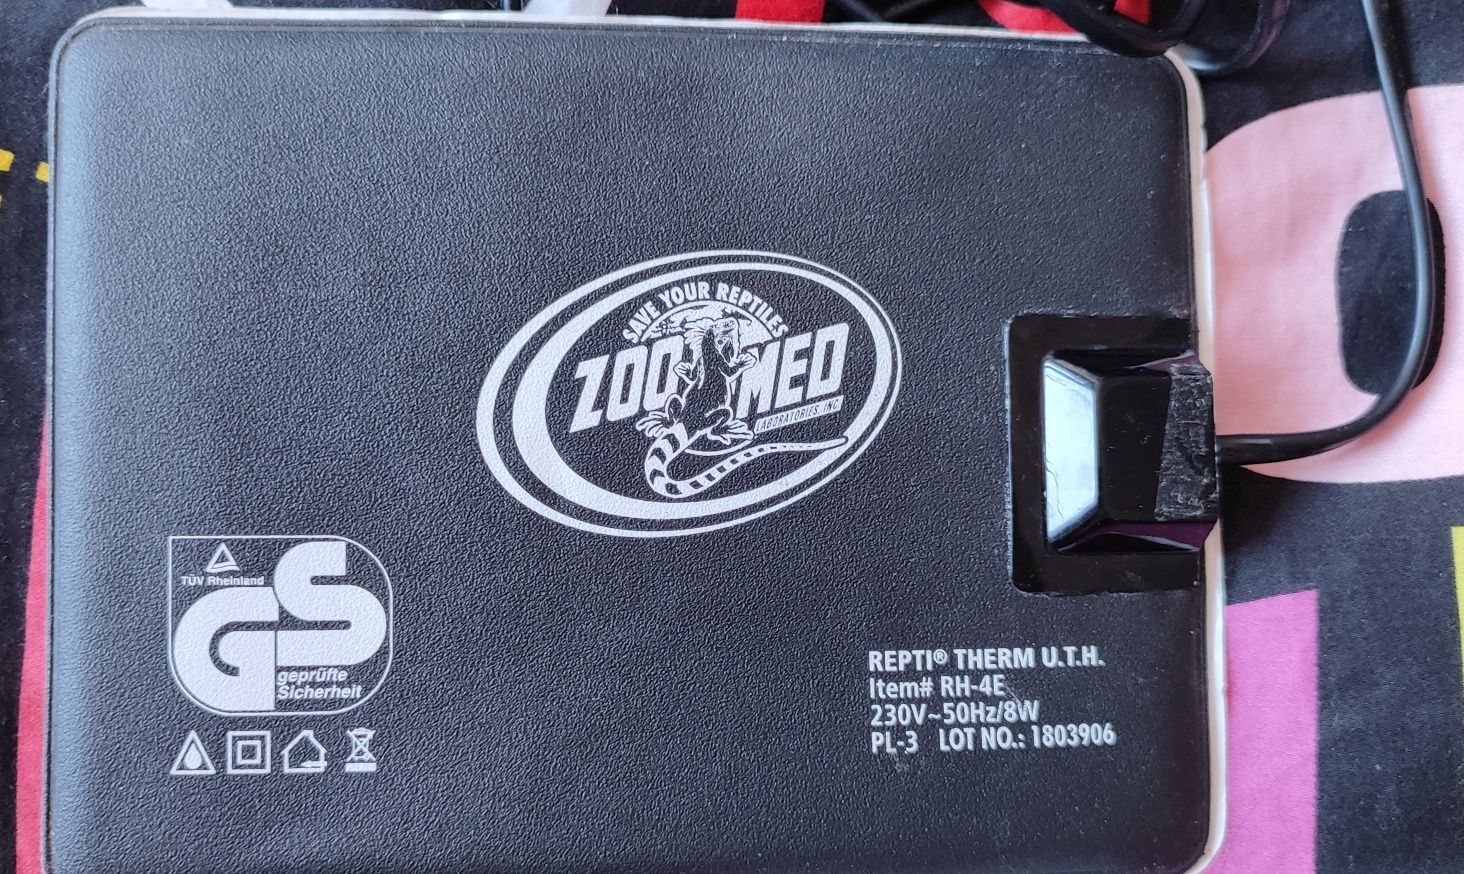 SAVE YOUR REPTILES
ZOO MED
LABORATORIES, INC
TÜV Rheinland
GS
geprüfte
Sicherheit
REPTI® THERM U.T.H.
Item# RH-4E
230V~50Hz/8W
PL-3 LOT NO.: 1803906